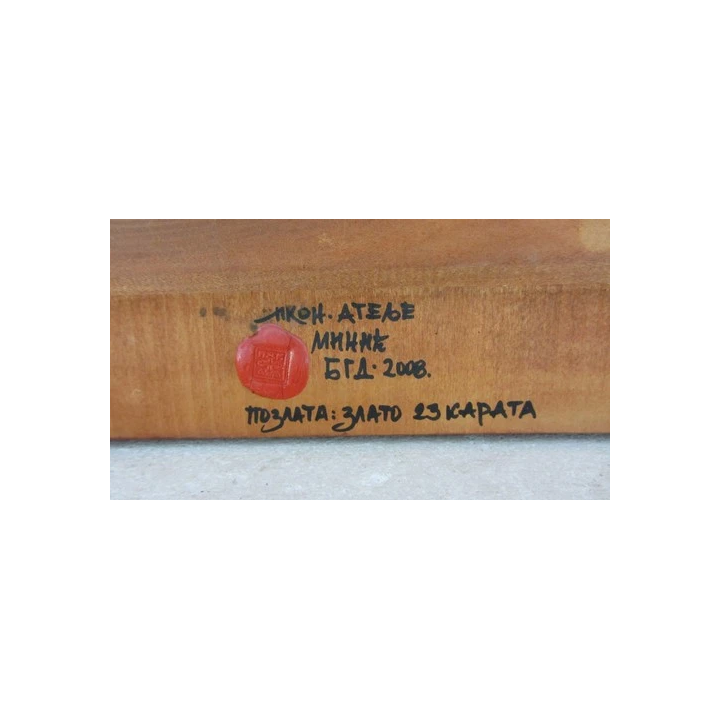 ИКОН. АТЕЉЕ
МИНИЋ
БГД. 2008.
ПОЗЛАТА: ЗЛАТО 23 КАРАТА